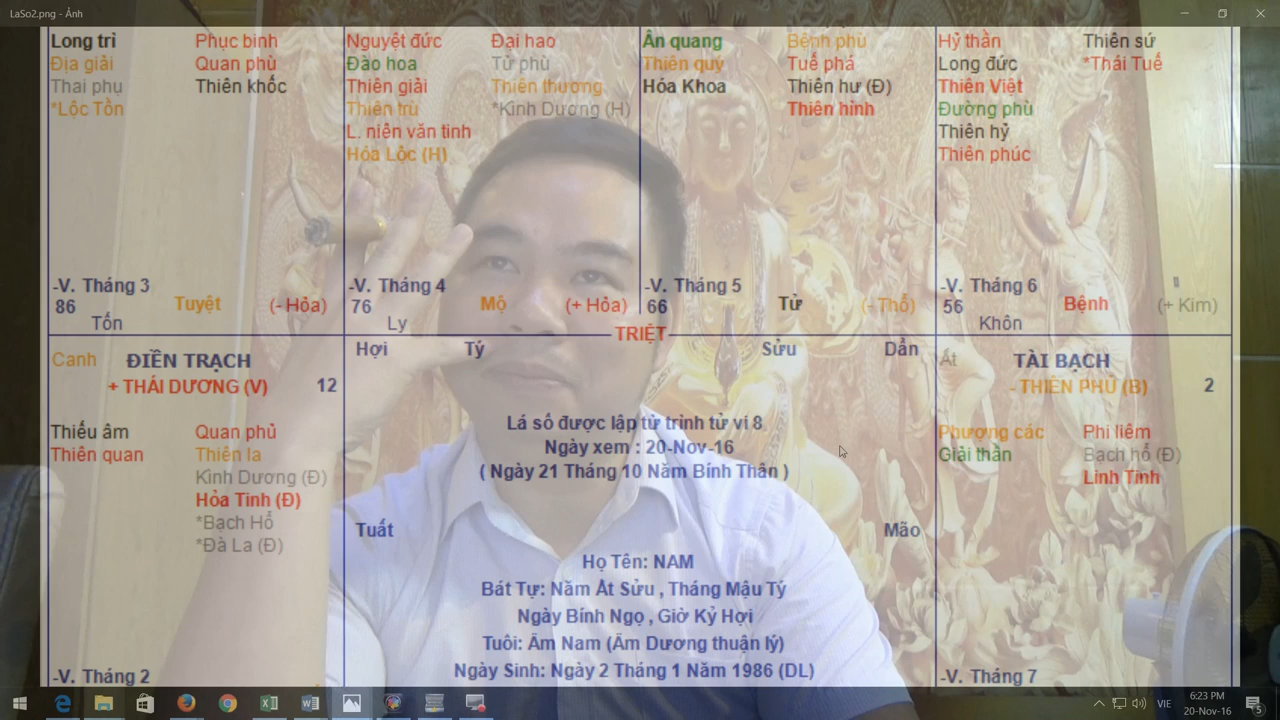 LaSo2.png - Ảnh
Long trì Phục binh
Địa giải Quan phù
Thai phụ Thiên khốc
*Lộc Tồn
-V. Tháng 3
86 Tuyệt (- Hỏa)
Tốn
Nguyệt đức Đại hao
Đào hoa Tử phù
Thiên giải Thiên thương
Thiên trù *Kình Dương (H)
L. niên văn tinh
Hóa Lộc (H)
-V. Tháng 4
76 Mộ (+ Hỏa)
Ly
Ân quang Bệnh phù
Thiên quý Tuế phá
Hóa Khoa Thiên hư (Đ)
Thiên hình
-V. Tháng 5
66 Tử (- Thổ)
Hỷ thần Thiên sứ
Long đức *Thái Tuế
Thiên Việt
Đường phù
Thiên hỷ
Thiên phúc
-V. Tháng 6
56 Bệnh (+ Kim)
Khôn
TRIỆT
Canh ĐIỀN TRẠCH
+ THÁI DƯƠNG (V) 12
Thiếu âm Quan phủ
Thiên quan Thiên la
Kình Dương (Đ)
Hỏa Tinh (Đ)
*Bạch Hổ
*Đà La (Đ)
-V. Tháng 2
Hợi Tý Sửu Dần
Lá số được lập từ trình tử vi 8
Ngày xem : 20-Nov-16
( Ngày 21 Tháng 10 Năm Bính Thân )
Tuất Mão
Họ Tên: NAM
Bát Tự: Năm Ất Sửu , Tháng Mậu Tý
Ngày Bính Ngọ , Giờ Kỷ Hợi
Tuổi: Âm Nam (Âm Dương thuận lý)
Ngày Sinh: Ngày 2 Tháng 1 Năm 1986 (DL)
Ất TÀI BẠCH
- THIÊN PHỦ (B) 2
Phượng các Phi liêm
Giải thần Bạch hổ (Đ)
Linh Tinh
-V. Tháng 7
VIE
6:23 PM
20-Nov-16
5